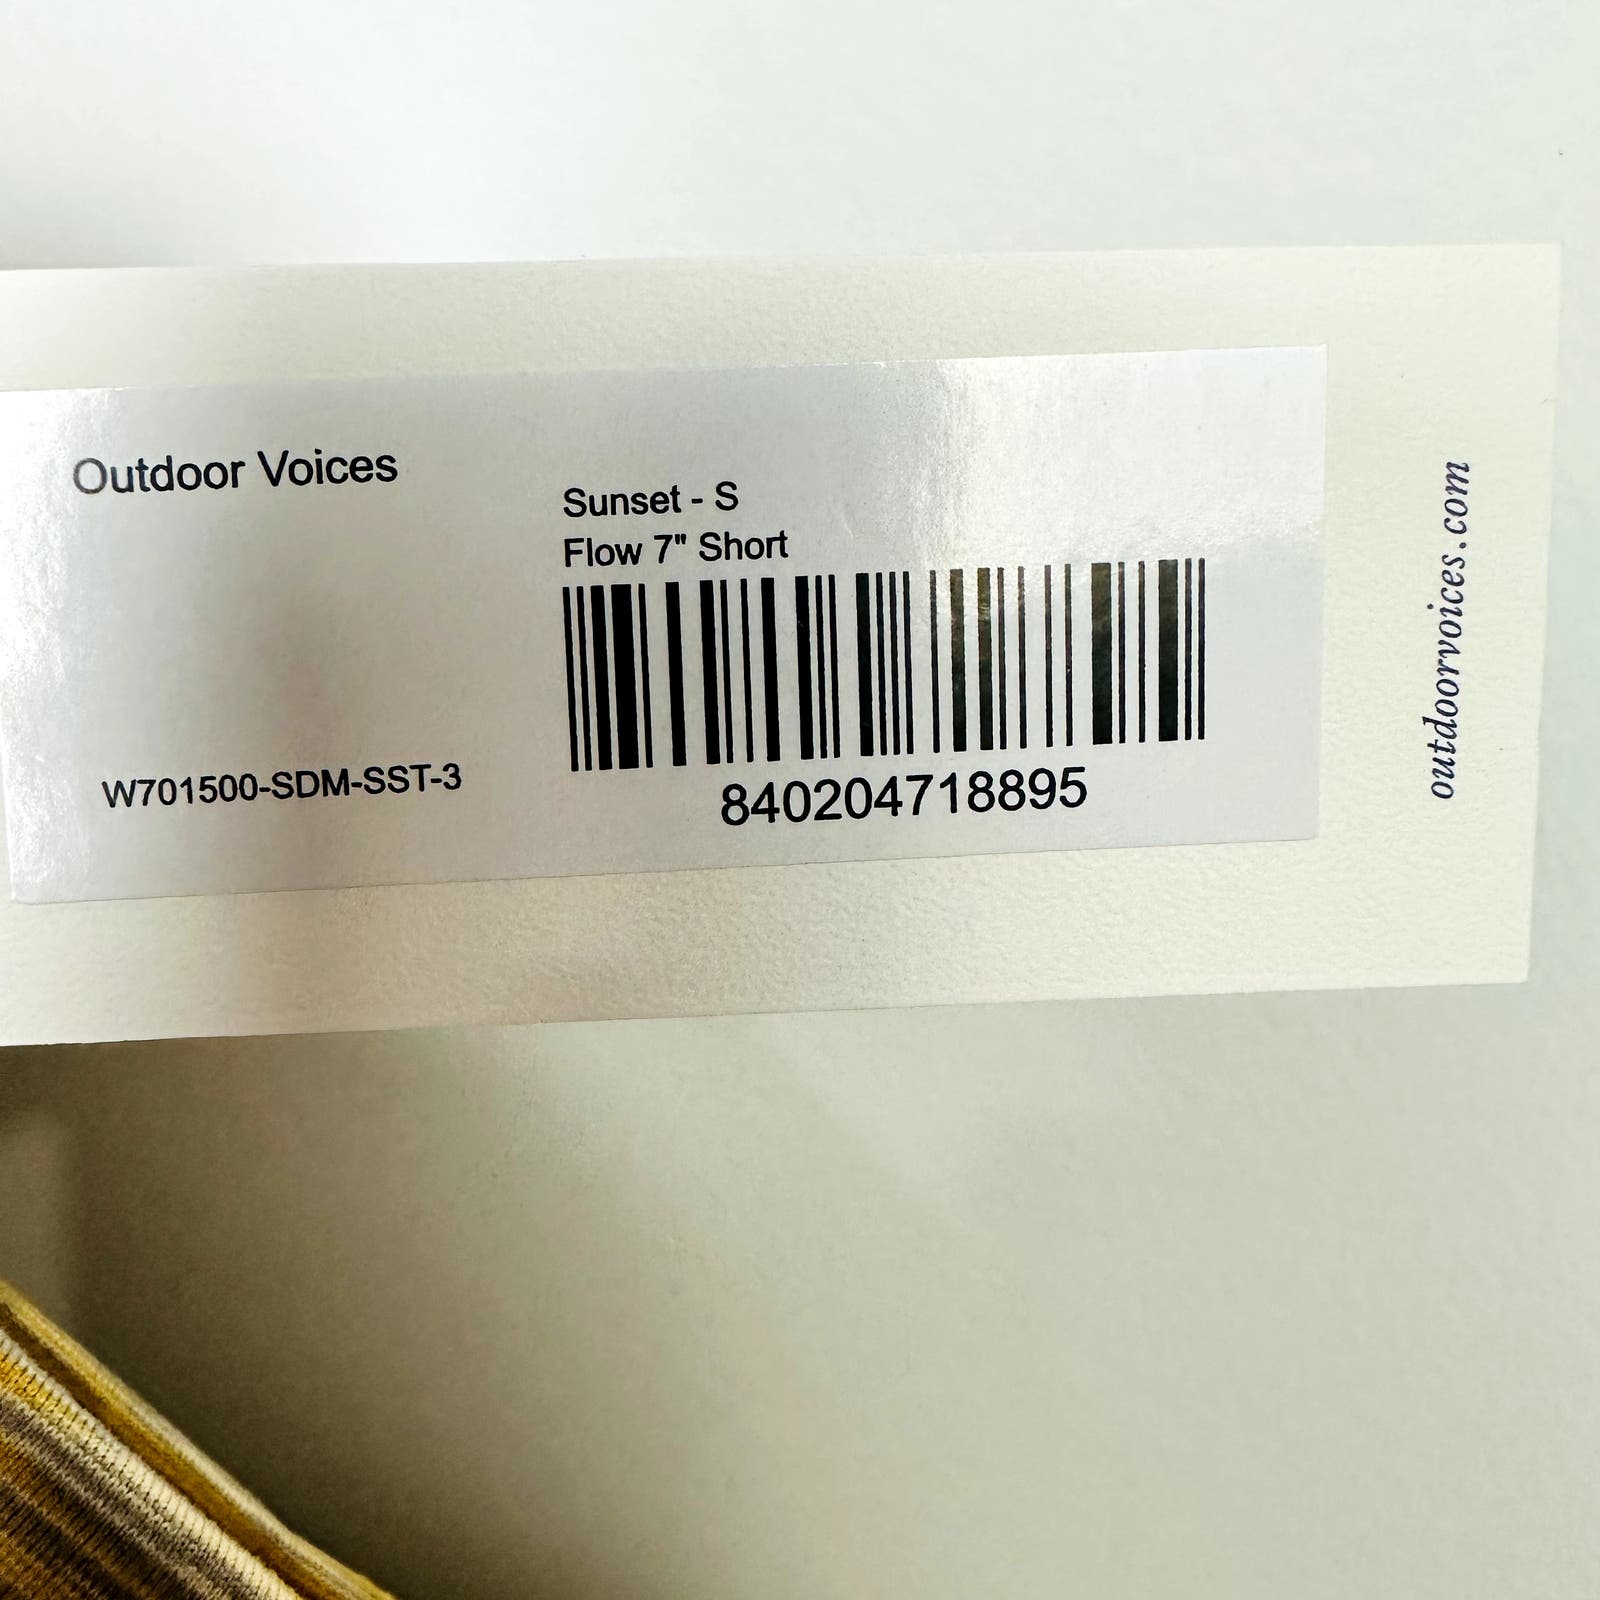 Outdoor Voices
Sunset - S
Flow 7" Short
W701500-SDM-SST-3
840204718895
outdoorvoices.com